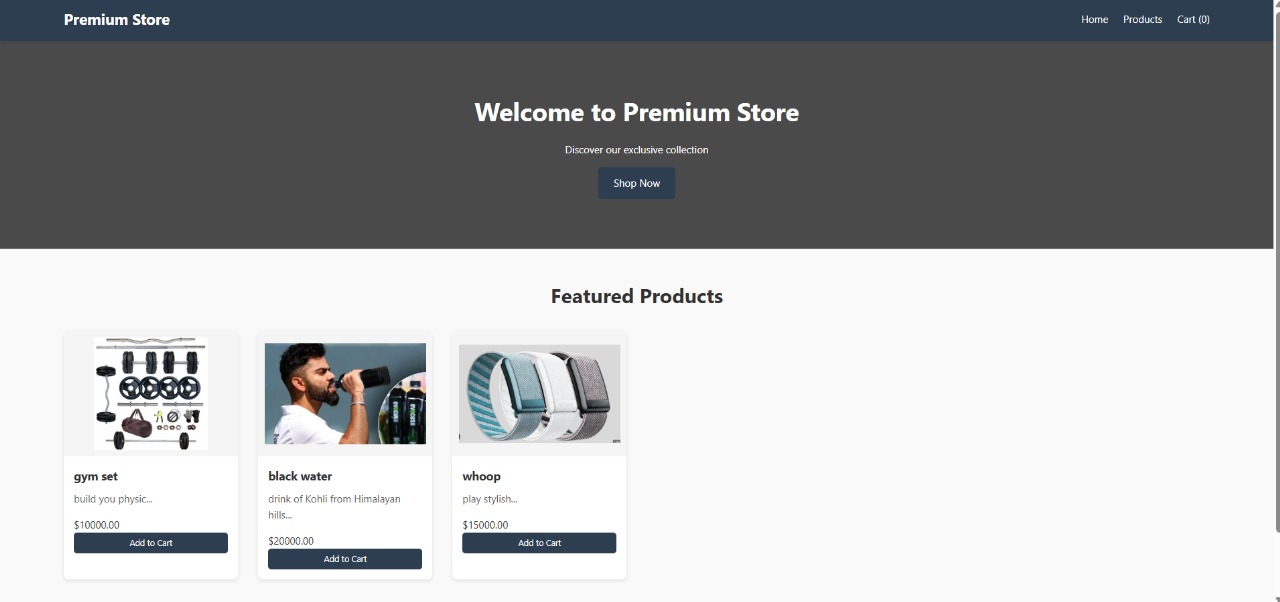 Premium Store
Home Products Cart (0)
Welcome to Premium Store
Discover our exclusive collection
Shop Now
Featured Products
gym set
build you physic...
$10000.00
Add to Cart
black water
drink of Kohli from Himalayan
hills...
$20000.00
Add to Cart
whoop
play stylish...
$15000.00
Add to Cart